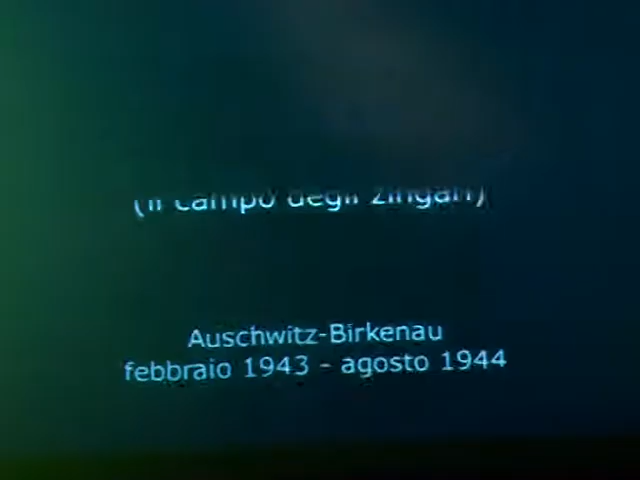 (il campo degli zingari)
Auschwitz-Birkenau
febbraio 1943 - agosto 1944